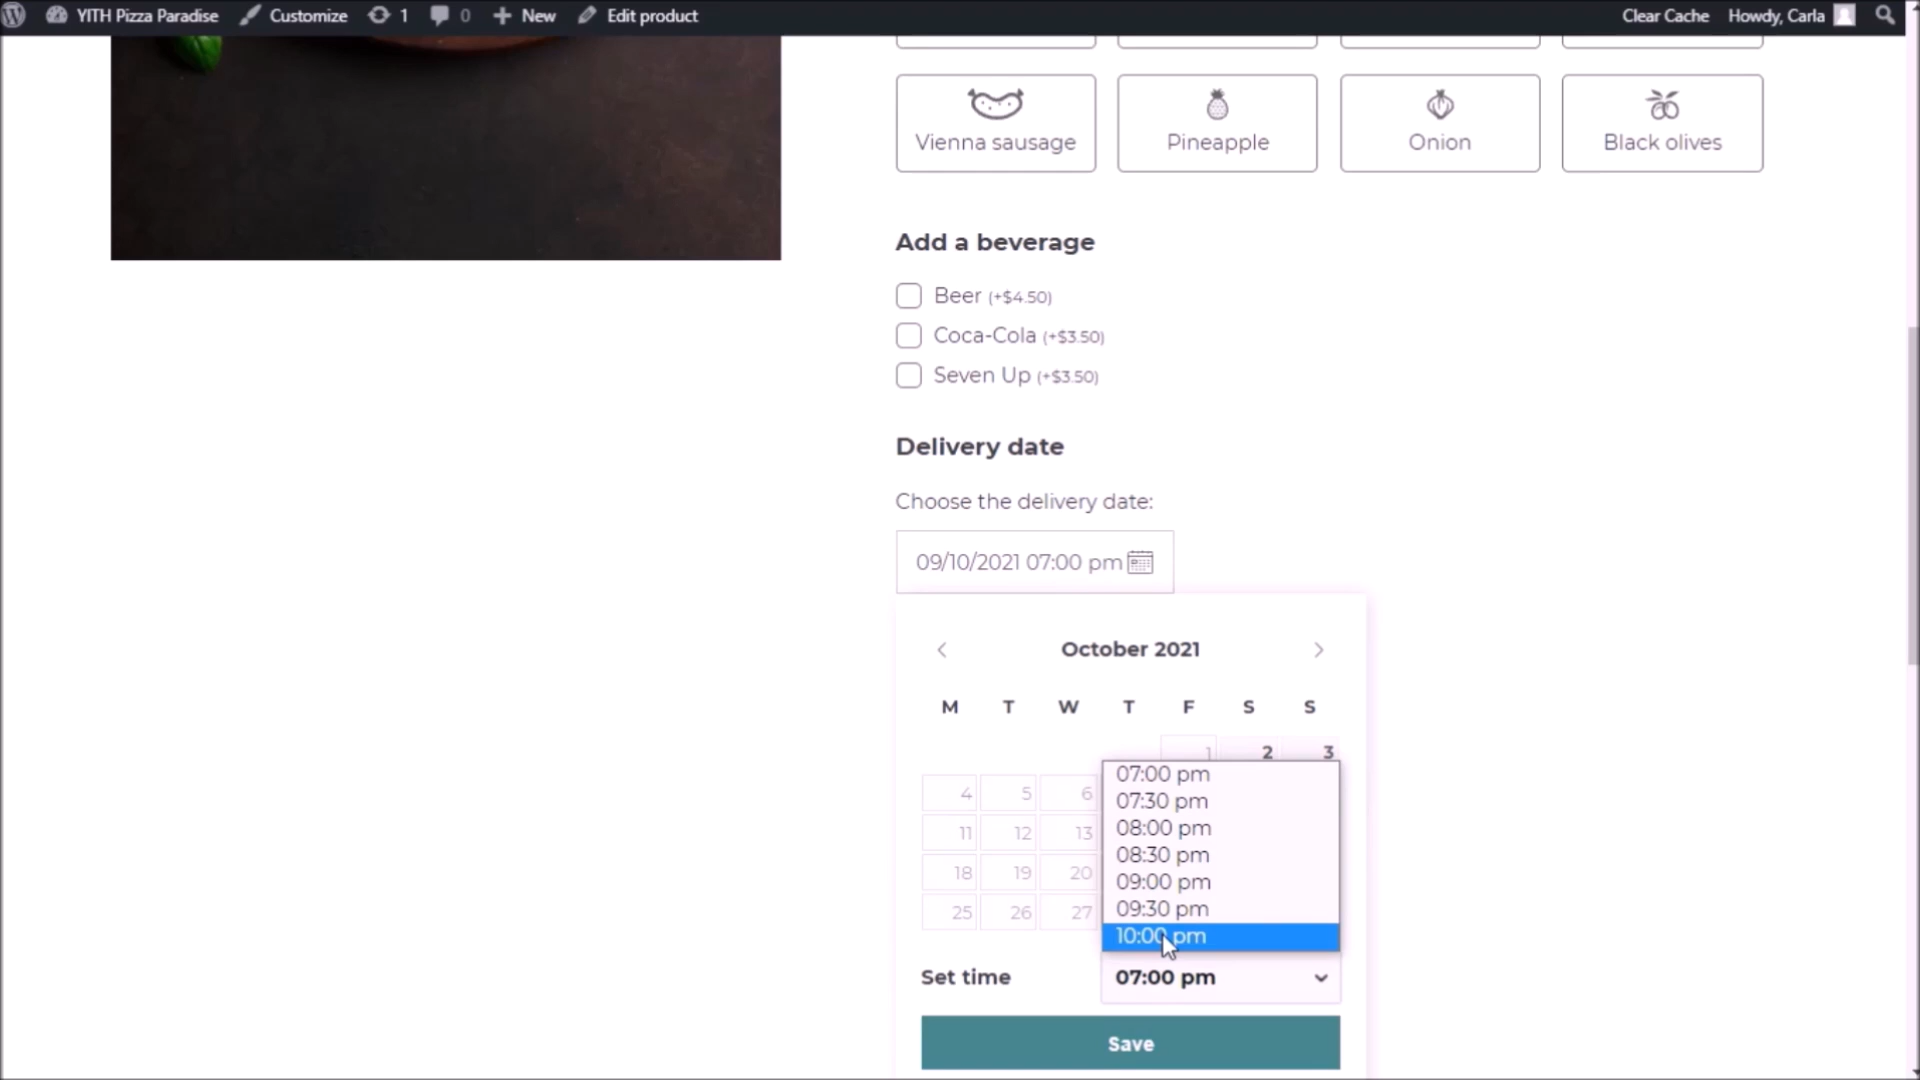 YITH Pizza Paradise Customize 1 0 New Edit product Clear Cache Howdy, Carla
Vienna sausage Pineapple Onion Black olives
Add a beverage
Beer (+$4.50)
Coca-Cola (+$3.50)
Seven Up (+$3.50)
Delivery date
Choose the delivery date:
09/10/2021 07:00 pm
October 2021
M T W T F S S
1 2 3
07:00 pm
4 5 6
07:30 pm
08:00 pm
11 12 13
08:30 pm
18 19 20
09:00 pm
25 26 27
09:30 pm
10:00 pm
Set time 07:00 pm
Save